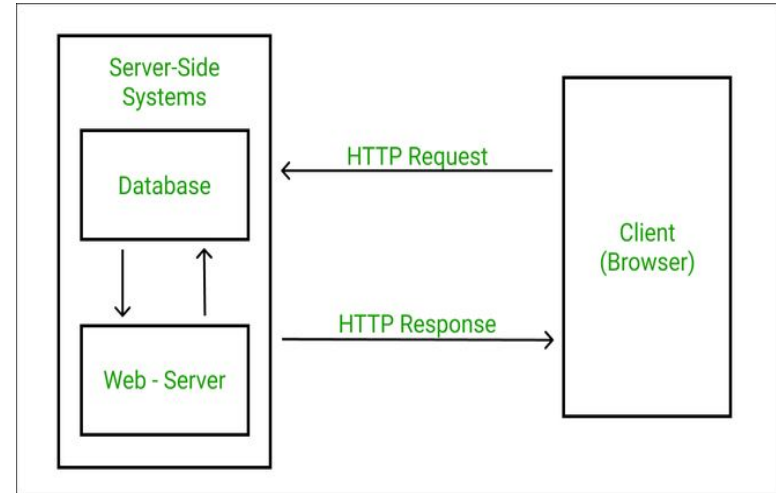 Server-Side
Systems
Database
Web - Server
HTTP Request
HTTP Response
Client
(Browser)